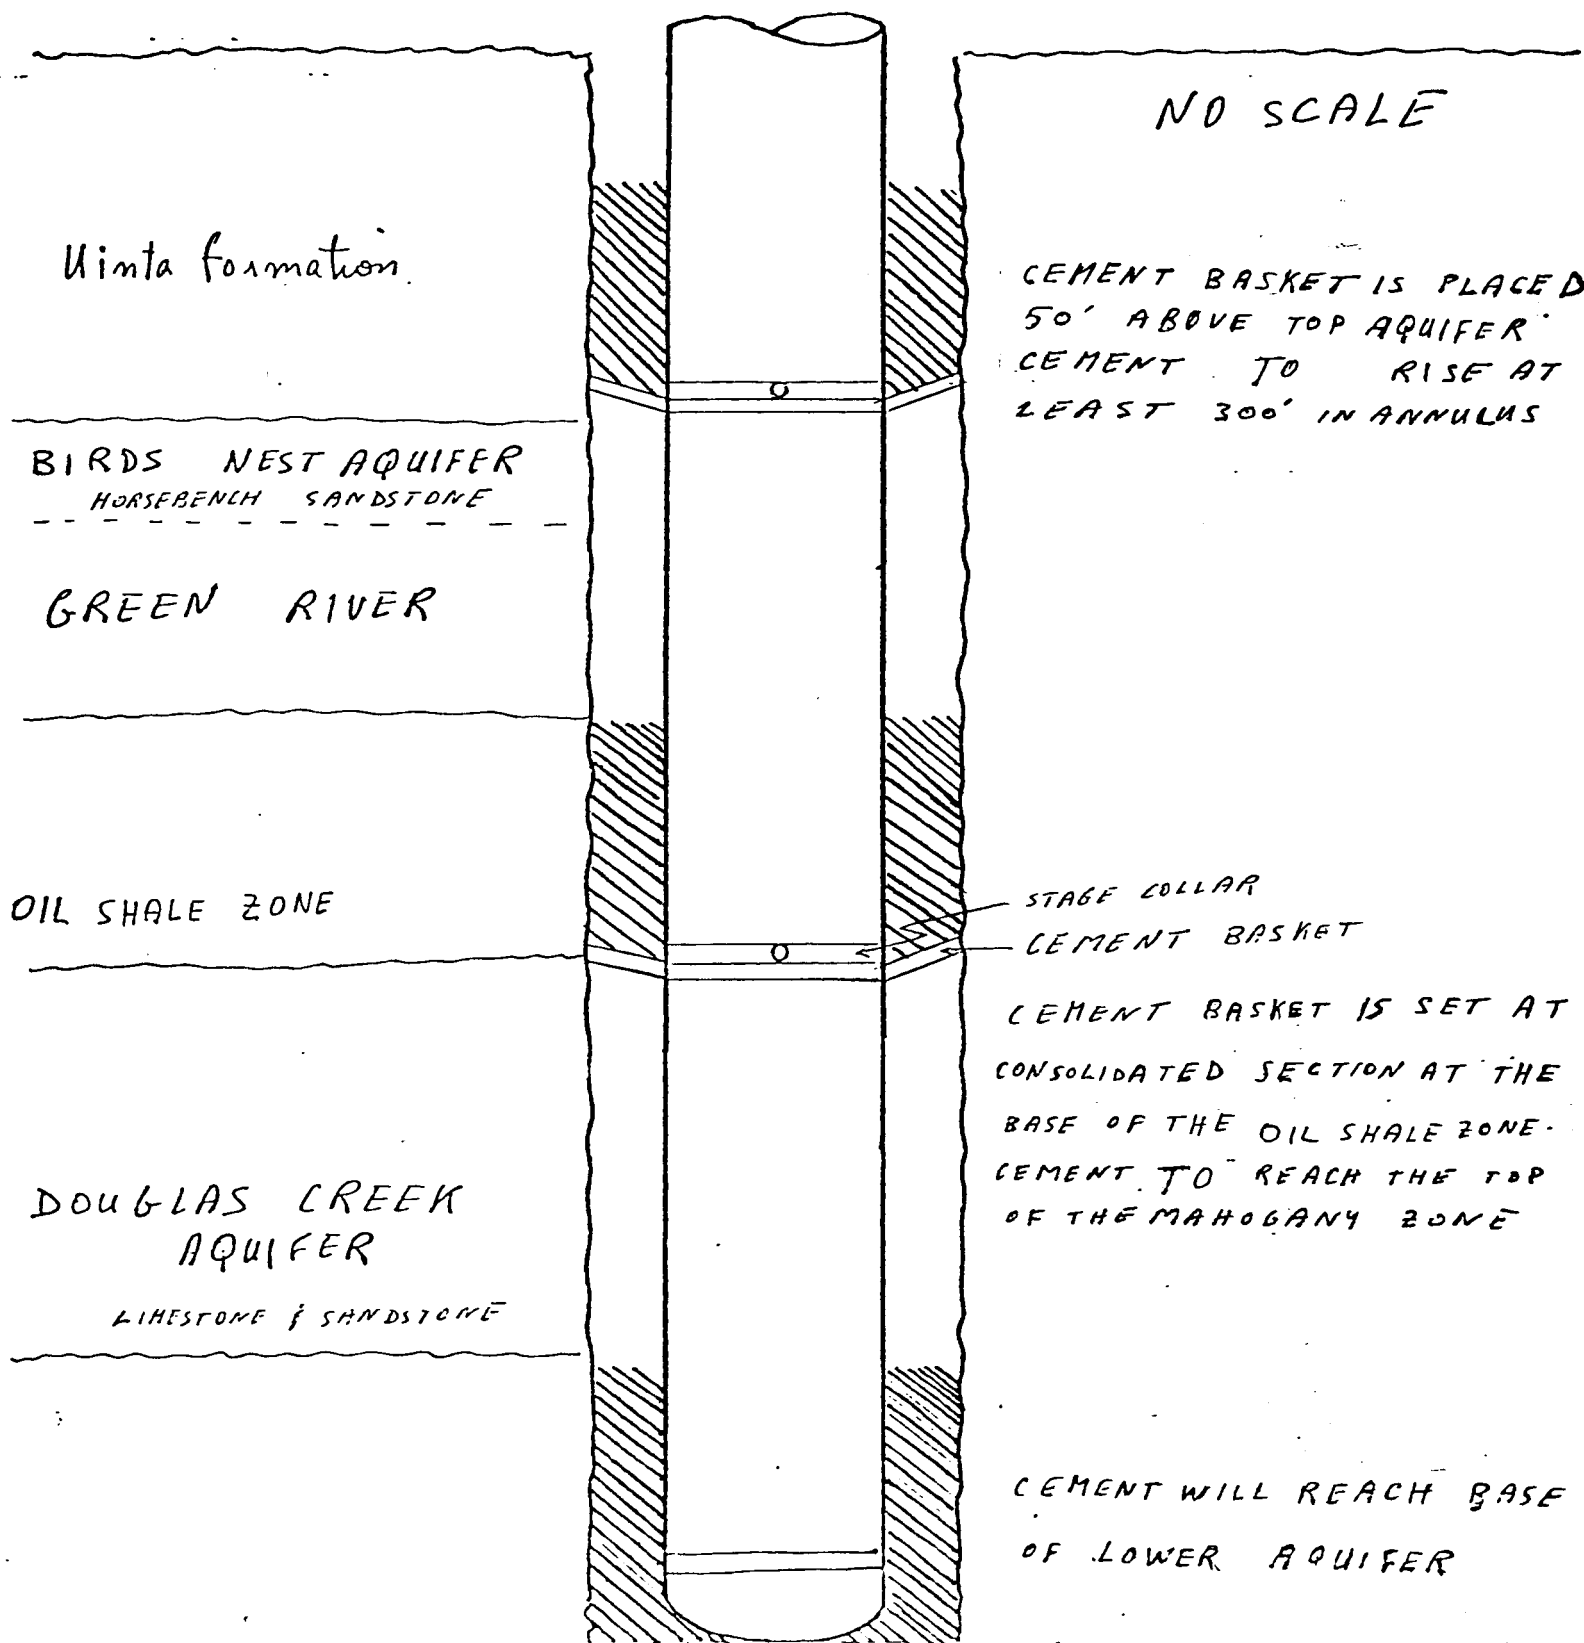 NO SCALE
Uinta formation
CEMENT BASKET IS PLACED
50' ABOVE TOP AQUIFER
CEMENT TO RISE AT
LEAST 300' IN ANNULUS
BIRDS NEST AQUIFER
HORSEBENCH SANDSTONE
GREEN RIVER
OIL SHALE ZONE
STAGE COLLAR
CEMENT BASKET
CEMENT BASKET IS SET AT
CONSOLIDATED SECTION AT THE
BASE OF THE OIL SHALE ZONE.
CEMENT TO REACH THE TOP
OF THE MAHOGANY ZONE
DOUGLAS CREEK
AQUIFER
LIMESTONE & SANDSTONE
CEMENT WILL REACH BASE
OF LOWER AQUIFER